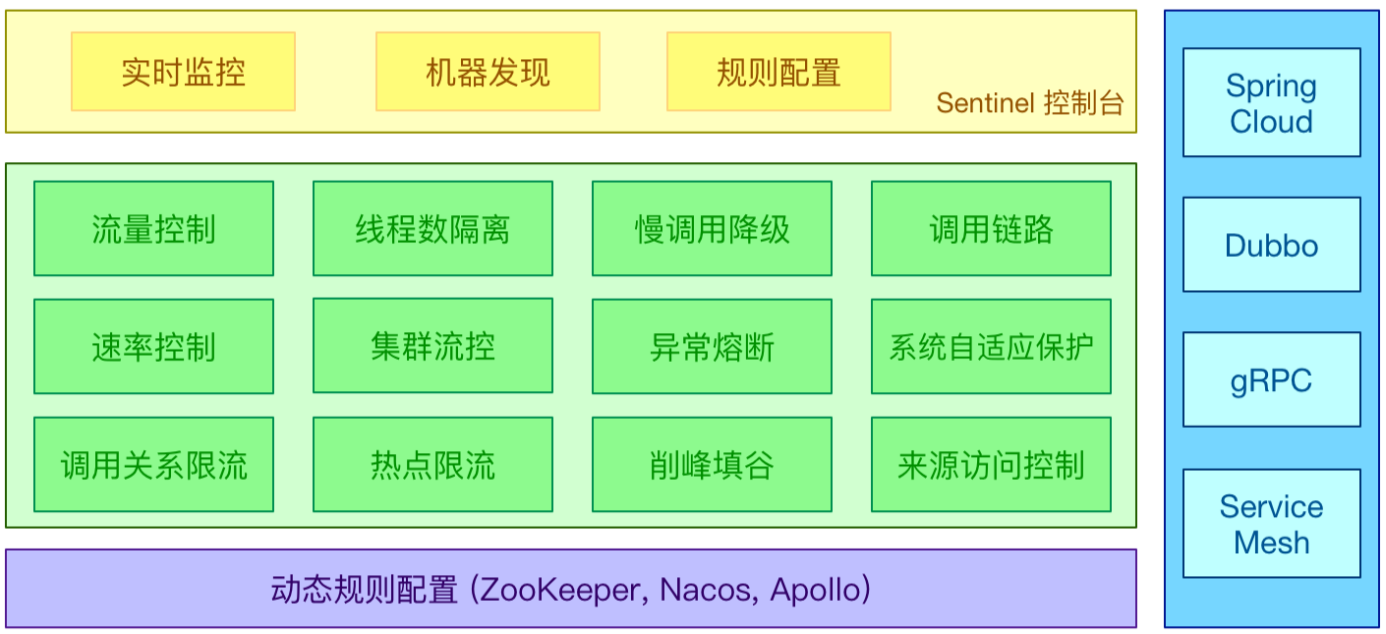 实时监控
机器发现
规则配置
Sentinel 控制台
流量控制
线程数隔离
慢调用降级
调用链路
速率控制
集群流控
异常熔断
系统自适应保护
调用关系限流
热点限流
削峰填谷
来源访问控制
动态规则配置 (ZooKeeper, Nacos, Apollo)
Spring
Cloud
Dubbo
gRPC
Service
Mesh